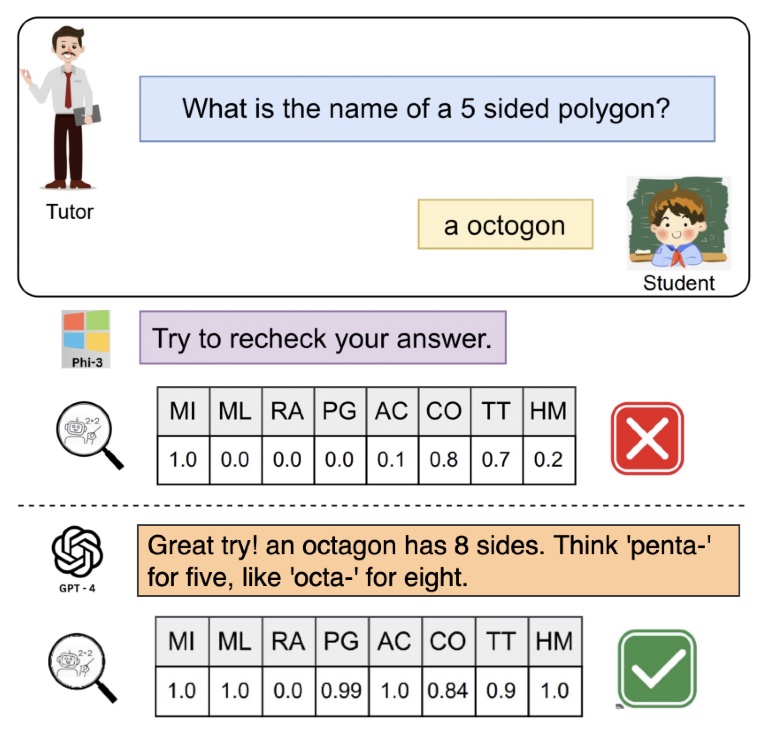 What is the name of a 5 sided polygon?
Tutor
a octogon
Student
Phi-3
Try to recheck your answer.
2×2
MI ML RA PG AC CO TT HM
1.0 0.0 0.0 0.0 0.1 0.8 0.7 0.2
GPT - 4
Great try! an octagon has 8 sides. Think 'penta-'
for five, like 'octa-' for eight.
2×2
MI ML RA PG AC CO TT HM
1.0 1.0 0.0 0.99 1.0 0.84 0.9 1.0